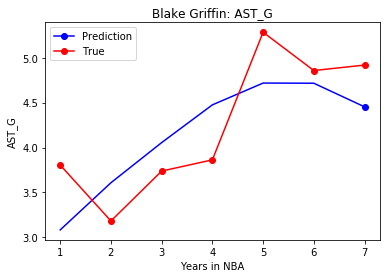 Blake Griffin: AST_G
Prediction
True
AST_G
5.0
4.5
4.0
3.5
3.0
1 2 3 4 5 6 7
Years in NBA